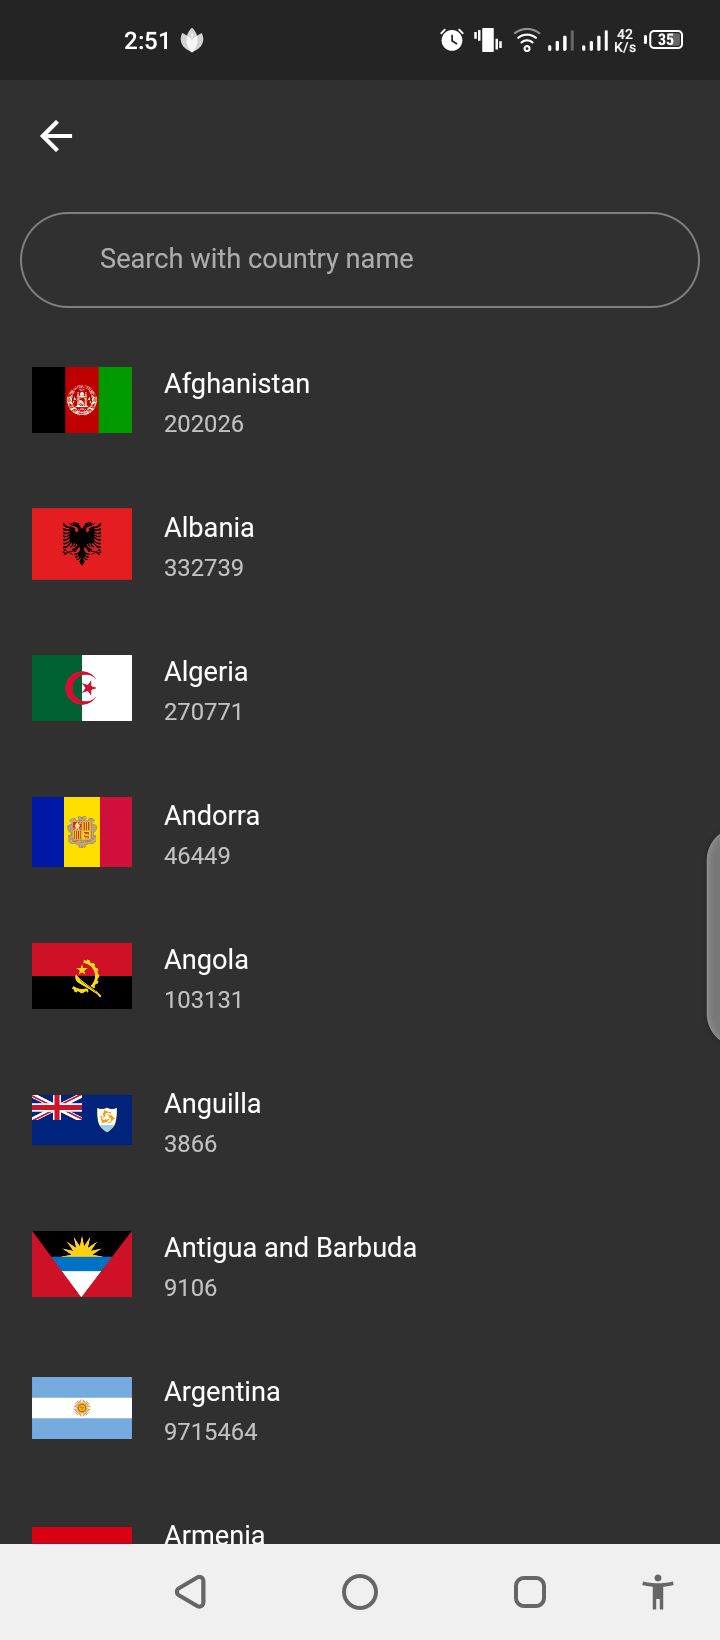 2:51
42
K/s
35
Search with country name
Afghanistan
202026
Albania
332739
Algeria
270771
Andorra
46449
Angola
103131
Anguilla
3866
Antigua and Barbuda
9106
Argentina
9715464
Armenia